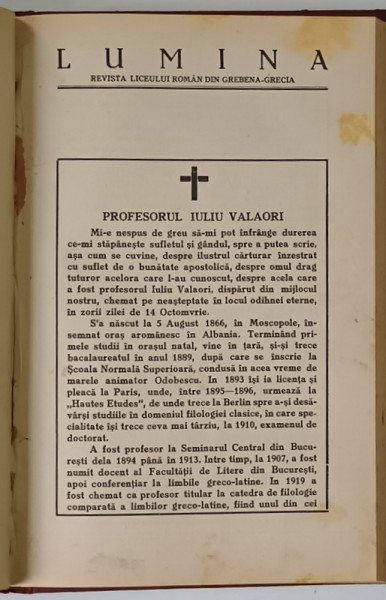 LUMINA
REVISTA LICEULUI ROMÂN DIN GREBENA-GRECIA
PROFESORUL IULIU VALAORI
Mi-e nespus de greu să-mi pot înfrânge durerea
ce-mi stăpânește sufletul și gândul, spre a putea scrie,
așa cum se cuvine, despre ilustrul cărturar înzestrat
cu suflet de o bunătate apostolică, despre omul drag
tuturor acelora care l-au cunoscut, despre acela care
a fost profesorul Iuliu Valaori, dispărut din mijlocul
nostru, chemat pe neașteptate în locul odihnei eterne,
în zorii zilei de 14 Octomvrie.
S'a născut la 5 August 1866, în Moscopole, în-
semnat oraș aromânesc în Albania. Terminând prime-
le studii în orașul natal, vine în țară, și-și trece
bacalaureatul în anul 1889, după care se înscrie la
Școala Normală Superioară, condusă în acea vreme de
marele animator Odobescu. In 1893 își ia licența și
pleacă la Paris, unde, între 1895—1896, urmează la
„Hautes Etudes", de unde trece la Berlin spre a-și desă-
vârși studiile în domeniul filologiei clasice, în care spe-
cialitate își trece ceva mai târziu, la 1910, examenul de
doctorat.
A fost profesor la Seminarul Central din Bucu-
rești dela 1894 până în 1913. Intre timp, la 1907, a fost
numit docent al Facultății de Litere din București,
apoi conferențiar la limbile greco-latine. In 1919 a
fost chemat ca profesor titular la catedra de filologie
comparată a limbilor greco-latine, fiind unul din cei